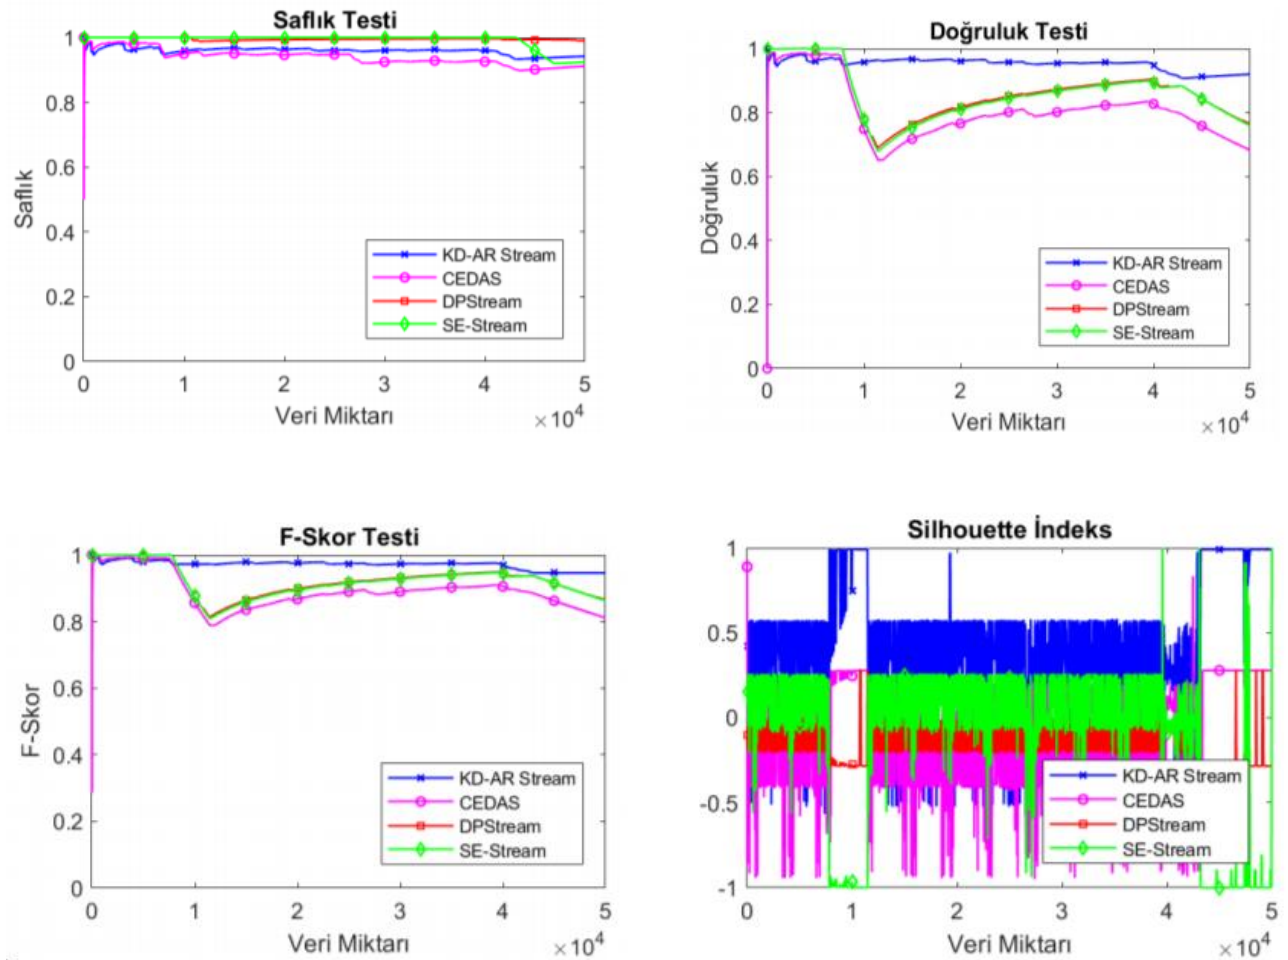 Saflık Testi
1
0.8
0.6
0.4
0.2
0
Saflık
0 1 2 3 4 5
Veri Miktarı
×10^4
KD-AR Stream
CEDAS
DPStream
SE-Stream
Doğruluk Testi
1
0.8
0.6
0.4
0.2
0
Doğruluk
0 1 2 3 4 5
Veri Miktarı
×10^4
KD-AR Stream
CEDAS
DPStream
SE-Stream
F-Skor Testi
1
0.8
0.6
0.4
0.2
0
F-Skor
0 1 2 3 4 5
Veri Miktarı
×10^4
KD-AR Stream
CEDAS
DPStream
SE-Stream
Silhouette İndeks
1
0.5
0
-0.5
-1
0 1 2 3 4 5
Veri Miktarı
×10^4
KD-AR Stream
CEDAS
DPStream
SE-Stream